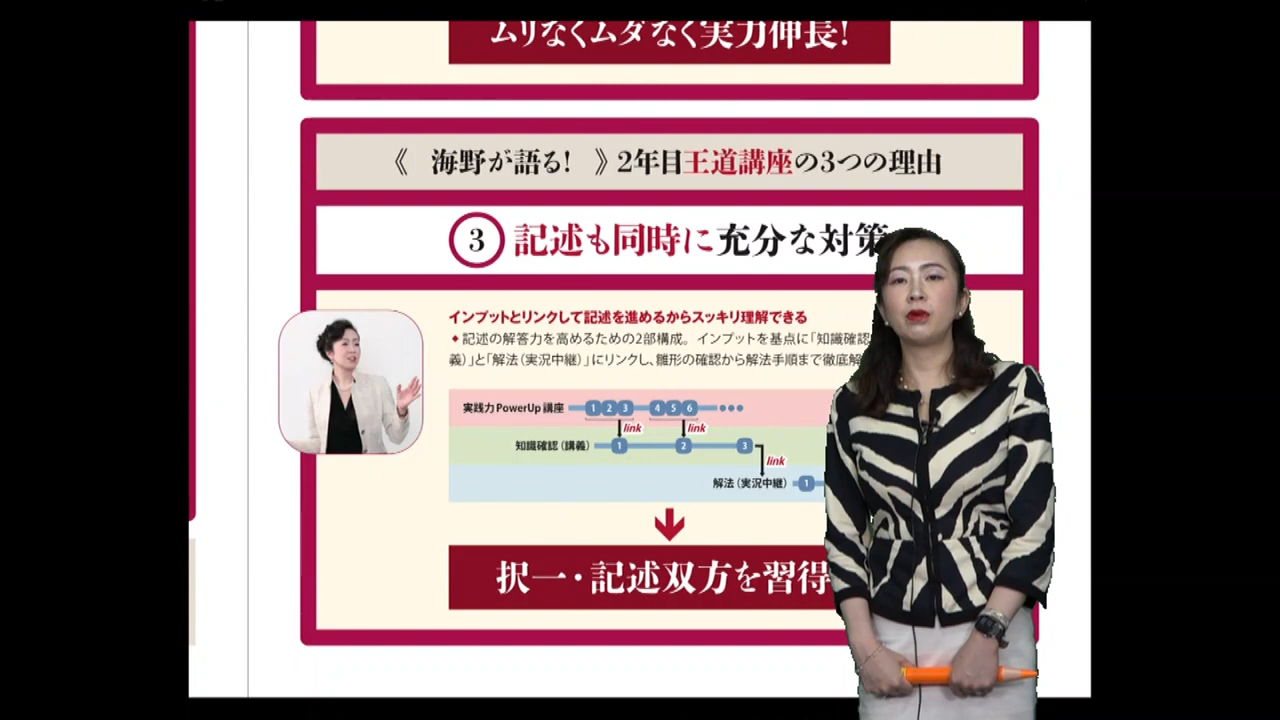 ムリなくムダなく実力伸長!
《 海野が語る! 》2年目王道講座の3つの理由
3 記述も同時に充分な対策
インプットとリンクして記述を進めるからスッキリ理解できる
◆記述の解答力を高めるための2部構成。インプットを基点に「知識確認
義)」と「解法(実況中継)」にリンクし、雛形の確認から解法手順まで徹底解
実践力PowerUp講座 1 2 3 4 5 6
link link
知識確認(講義) 1 2 3
link
解法(実況中継) 1
択一・記述双方を習得